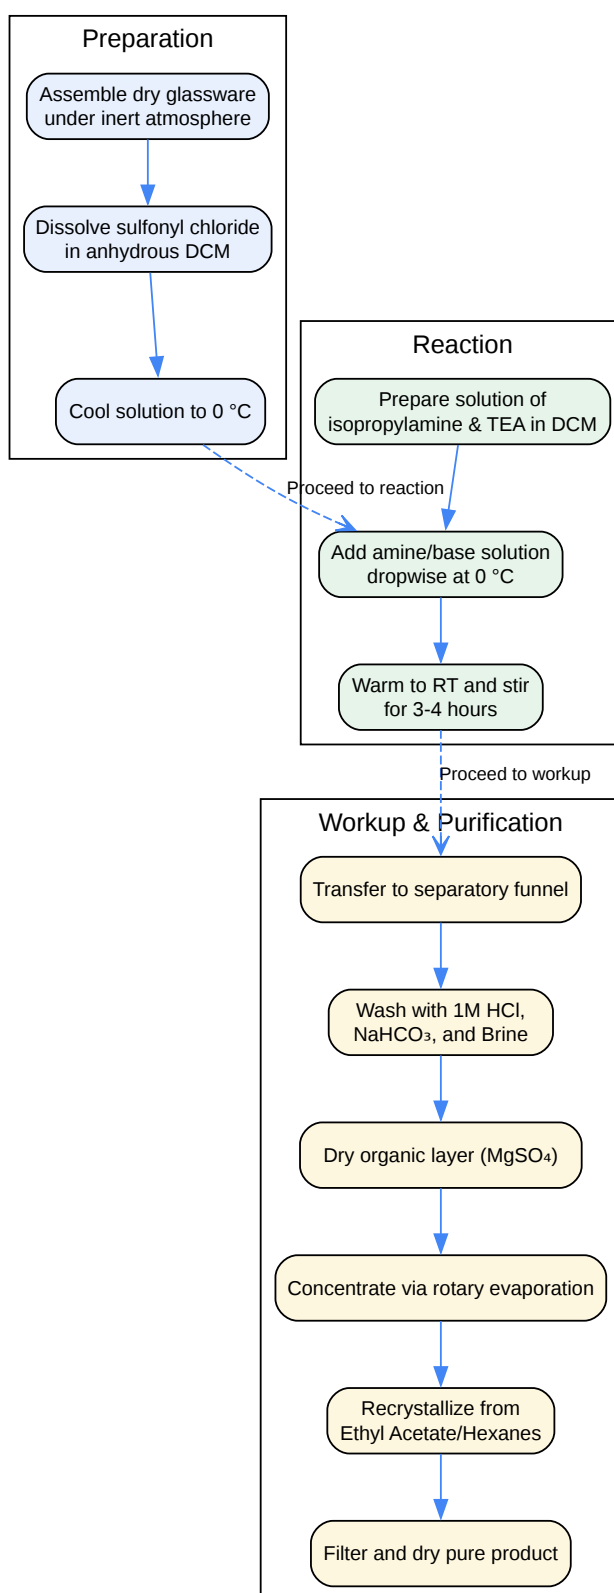 Preparation
Assemble dry glassware
under inert atmosphere
Dissolve sulfonyl chloride
in anhydrous DCM
Cool solution to 0 °C
Reaction
Prepare solution of
isopropylamine & TEA in DCM
Proceed to reaction
Add amine/base solution
dropwise at 0 °C
Warm to RT and stir
for 3-4 hours
Proceed to workup
Workup & Purification
Transfer to separatory funnel
Wash with 1M HCl,
NaHCO₃, and Brine
Dry organic layer (MgSO₄)
Concentrate via rotary evaporation
Recrystallize from
Ethyl Acetate/Hexanes
Filter and dry pure product